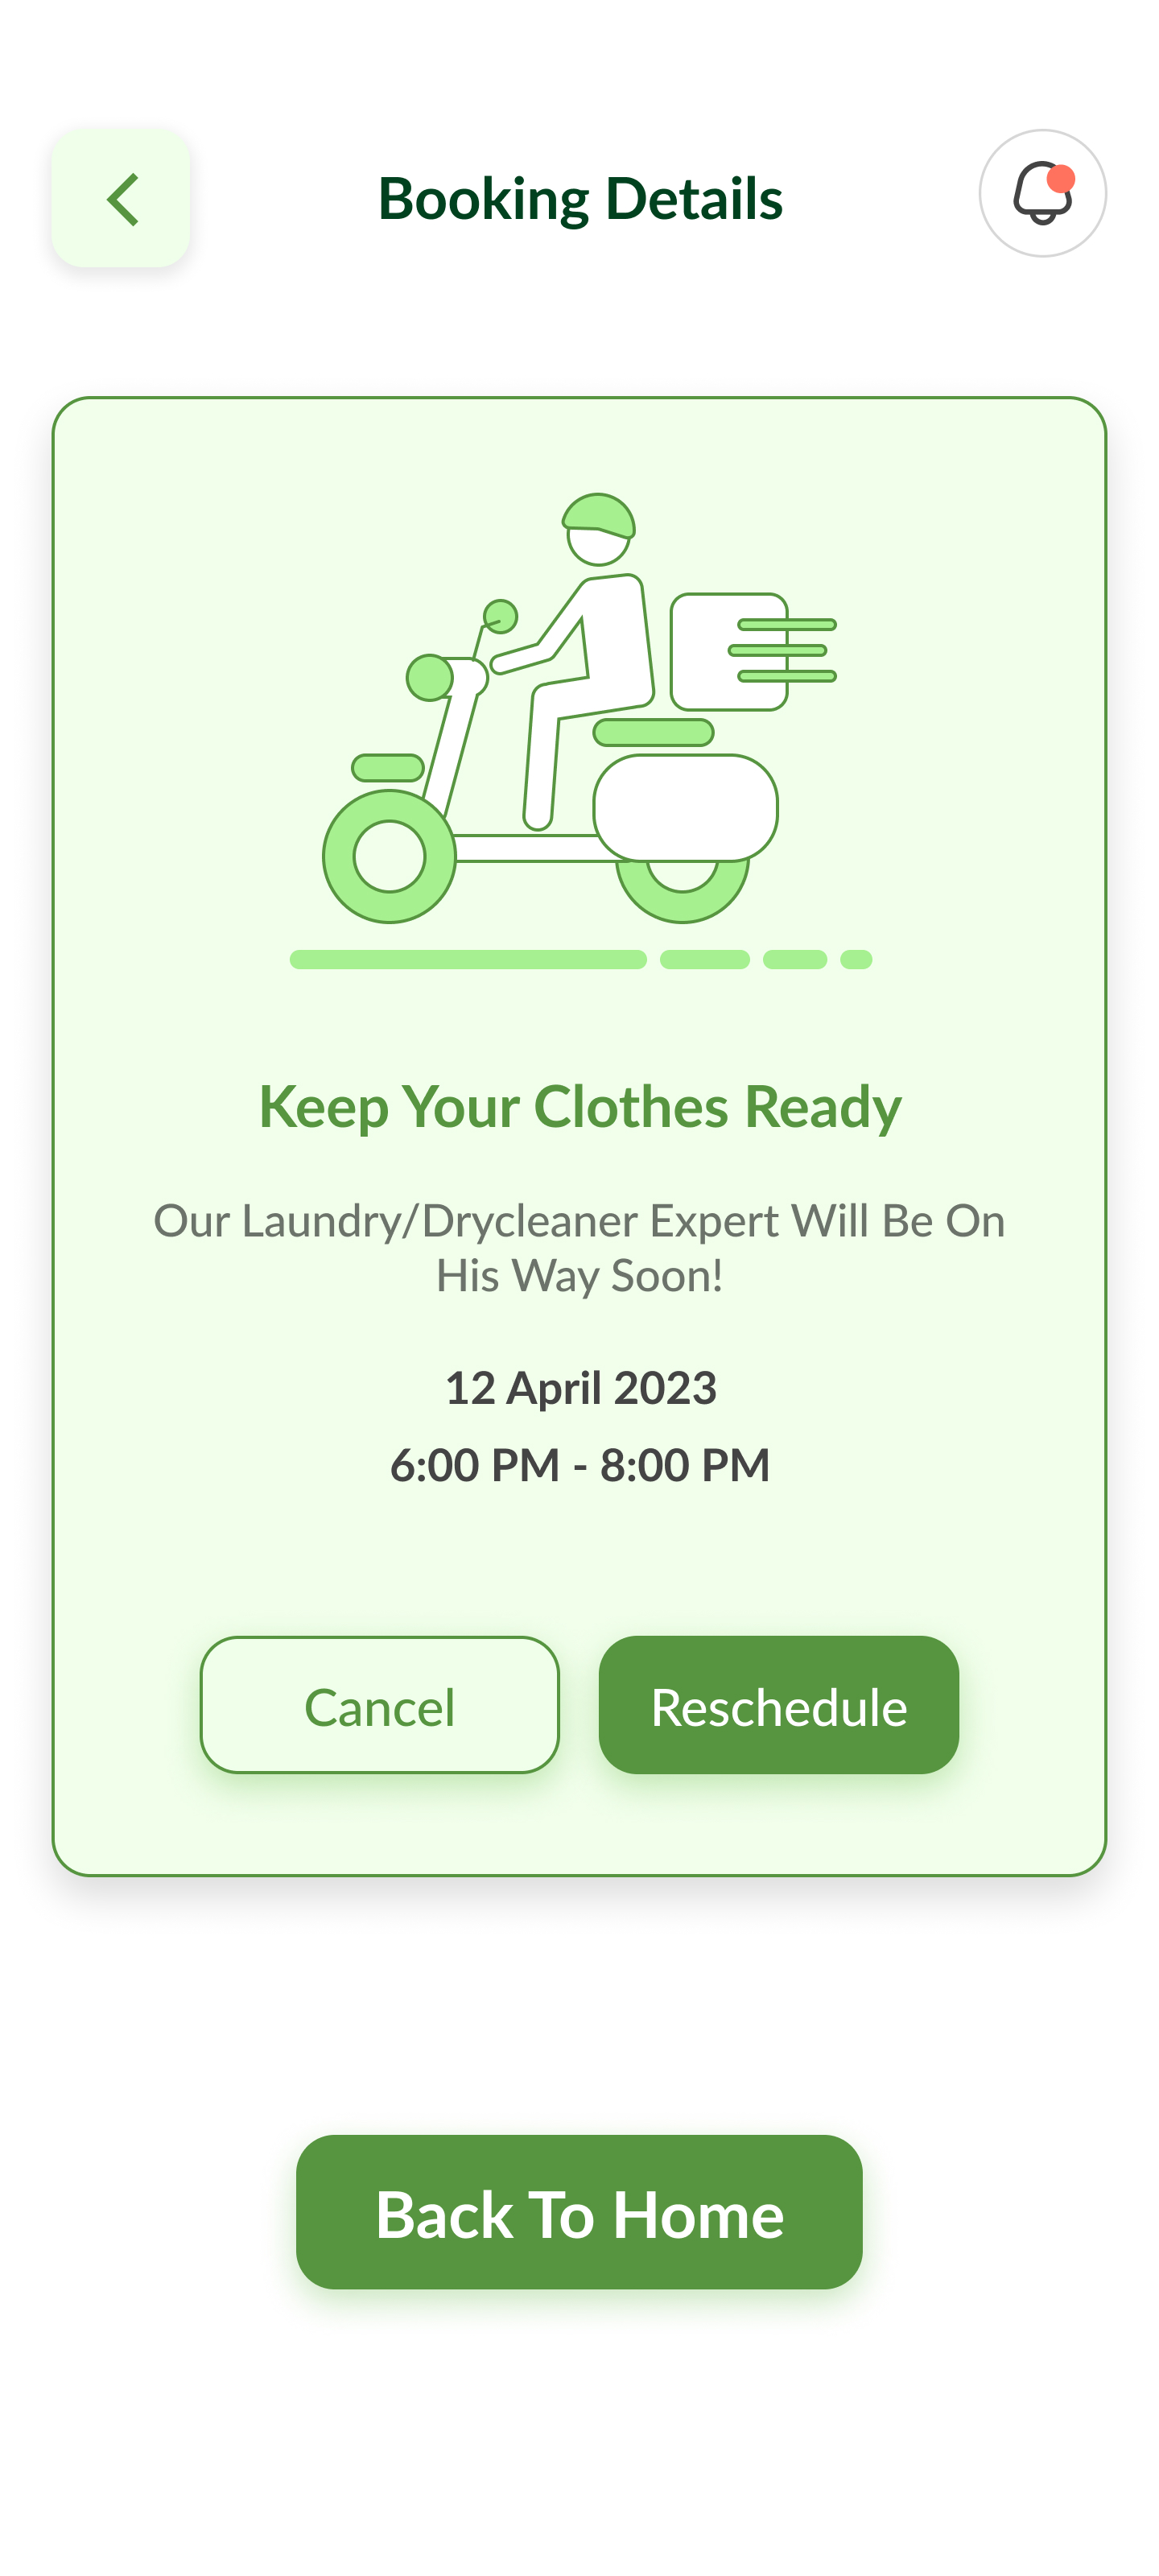 Booking Details
Keep Your Clothes Ready
Our Laundry/Drycleaner Expert Will Be On
His Way Soon!
12 April 2023
6:00 PM - 8:00 PM
Cancel
Reschedule
Back To Home